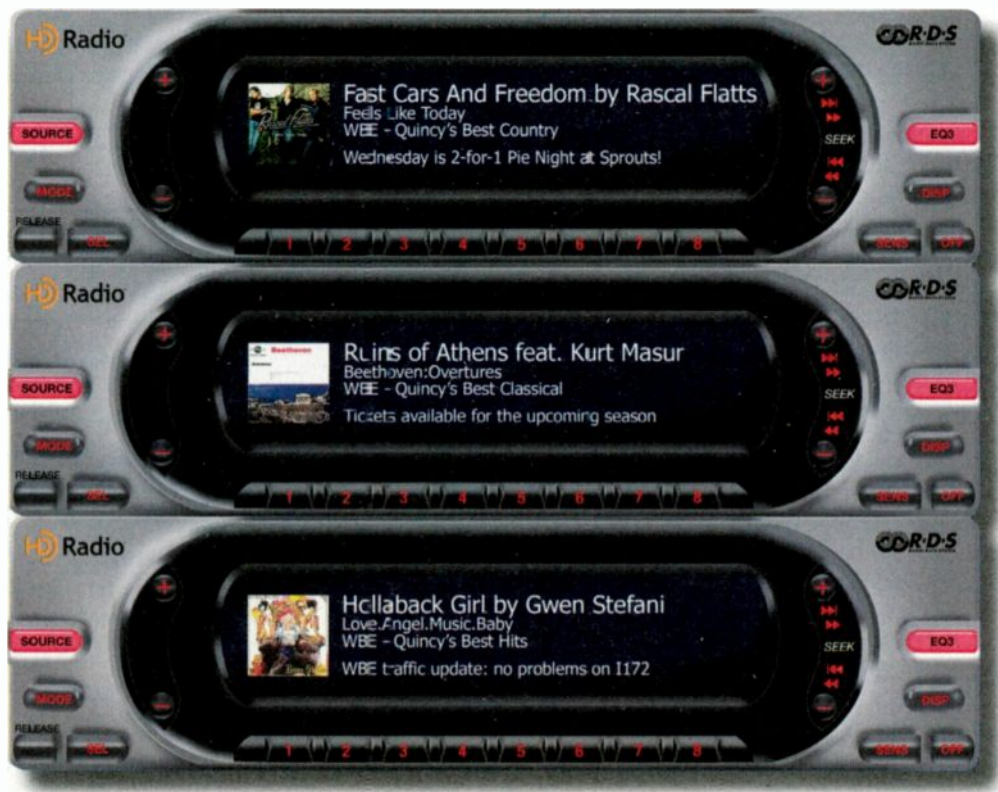 HD Radio
CD R·D·S
Fast Cars And Freedom by Rascal Flatts
Feels Like Today
WBE - Quincy's Best Country
Wednesday is 2-for-1 Pie Night at Sprouts!
SOURCE
MODE
RELEASE
SEL
SEEK
EQ3
DISP
SENS
OFF
1 2 3 4 5 6 7 8
HD Radio
CD R·D·S
Beethoven
Ruins of Athens feat. Kurt Masur
Beethoven:Overtures
WBE - Quincy's Best Classical
Tickets available for the upcoming season
SOURCE
MODE
RELEASE
SEL
SEEK
EQ3
DISP
SENS
OFF
1 2 3 4 5 6 7 8
HD Radio
CD R·D·S
Hollaback Girl by Gwen Stefani
Love.Angel.Music.Baby
WBE - Quincy's Best Hits
WBE traffic update: no problems on I172
SOURCE
MODE
RELEASE
SEL
SEEK
EQ3
DISP
SENS
OFF
1 2 3 4 5 6 7 8